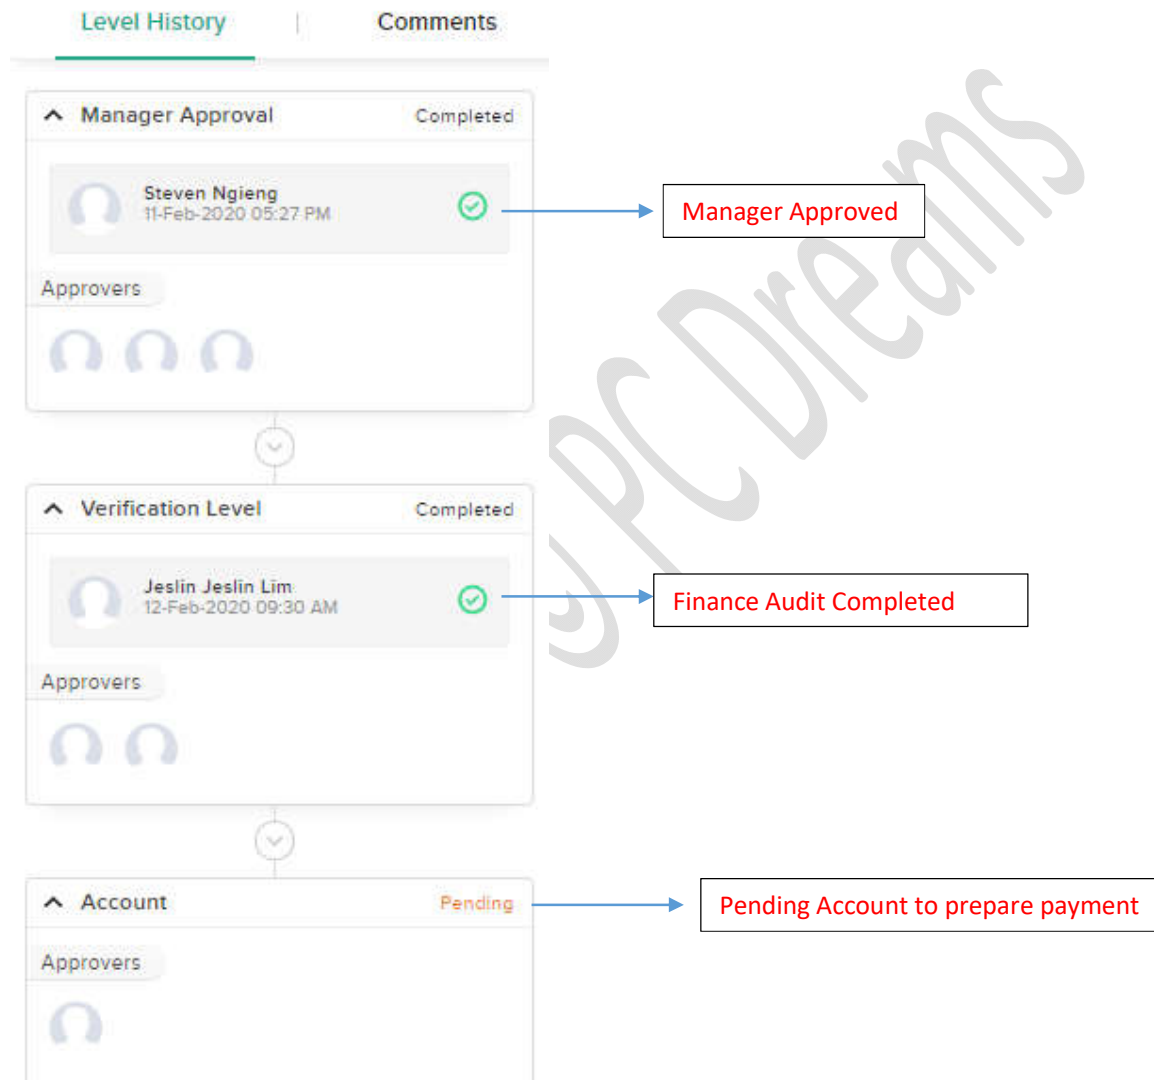 Level History | Comments
Manager Approval Completed
Steven Ngieng
11-Feb-2020 05:27 PM
Manager Approved
Approvers
Verification Level Completed
Jeslin Jeslin Lim
12-Feb-2020 09:30 AM
Finance Audit Completed
Approvers
Account Pending
Pending Account to prepare payment
Approvers
@ PC Dreams